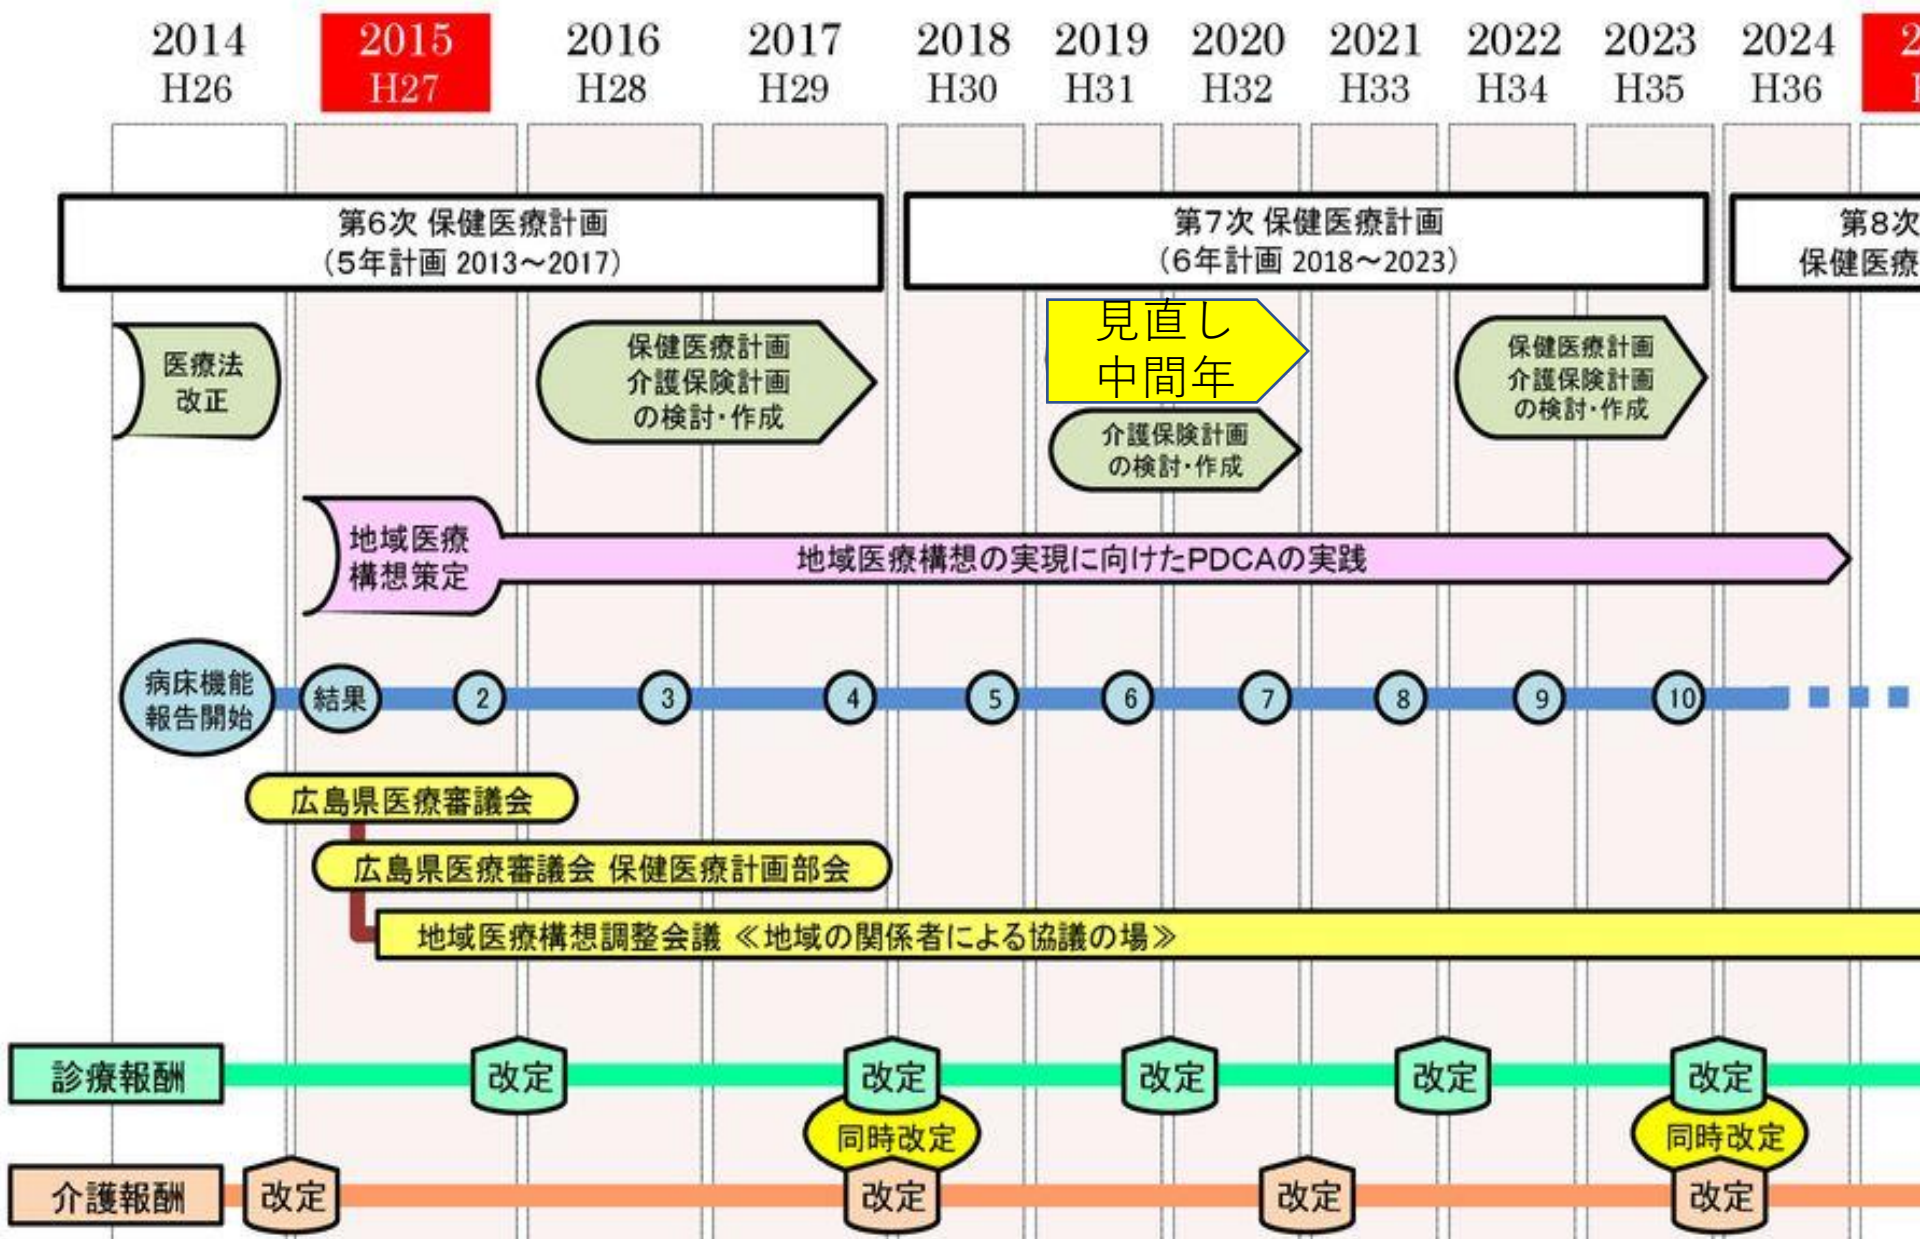 2014 2015 2016 2017 2018 2019 2020 2021 2022 2023 2024
H26 H27 H28 H29 H30 H31 H32 H33 H34 H35 H36
第6次 保健医療計画
(5年計画 2013～2017)
第7次 保健医療計画
(6年計画 2018～2023)
第8次
保健医療
医療法
改正
保健医療計画
介護保険計画
の検討・作成
見直し
中間年
介護保険計画
の検討・作成
保健医療計画
介護保険計画
の検討・作成
地域医療
構想策定
地域医療構想の実現に向けたPDCAの実践
病床機能
報告開始
結果 2 3 4 5 6 7 8 9 10
広島県医療審議会
広島県医療審議会 保健医療計画部会
地域医療構想調整会議 ≪地域の関係者による協議の場≫
診療報酬 改定 改定 改定 改定 改定
同時改定 同時改定
介護報酬 改定 改定 改定 改定